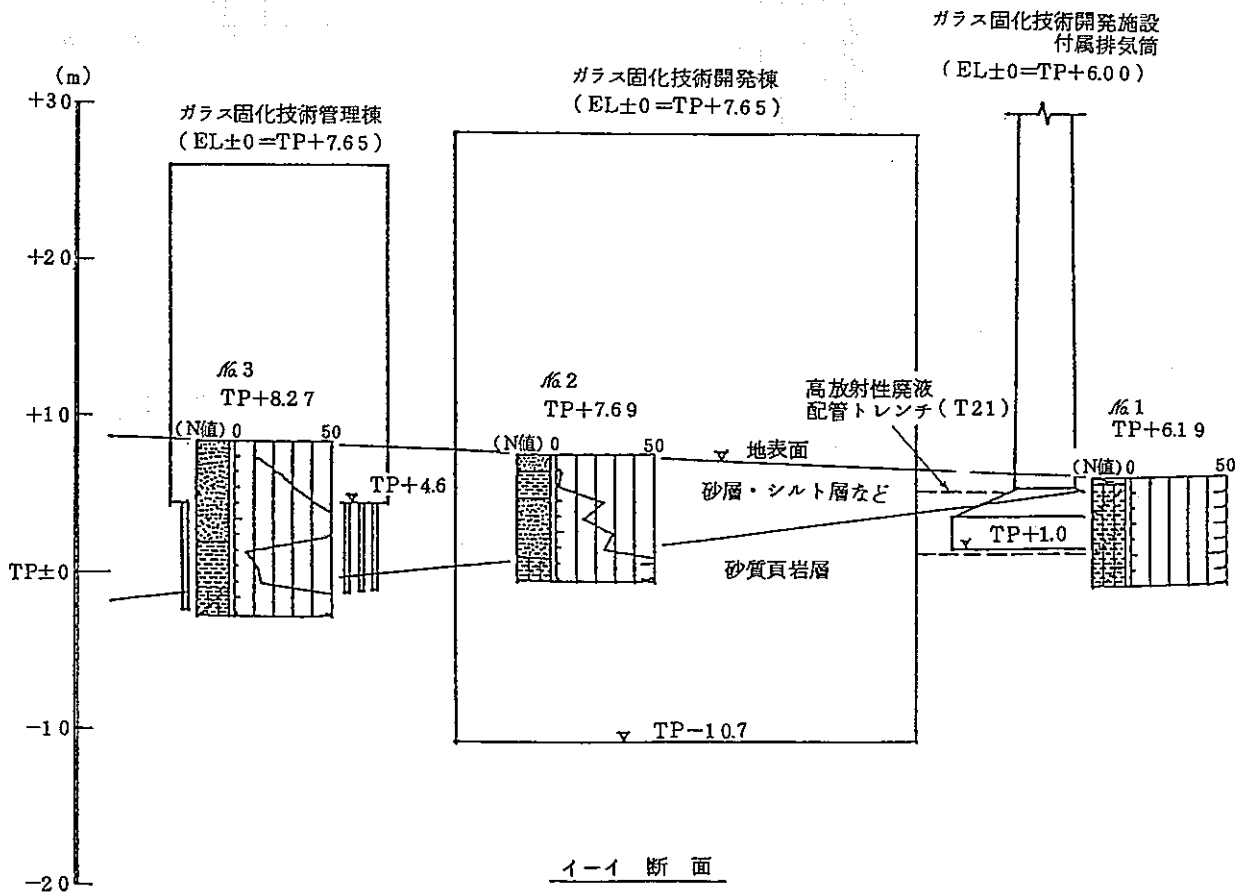 ガラス固化技術開発施設
付属排気筒
(EL±0=TP+6.00)
ガラス固化技術開発棟
(EL±0=TP+7.65)
ガラス固化技術管理棟
(EL±0=TP+7.65)
(m)
+30
+20
+10
TP±0
-10
-20
№3
TP+8.27
(N値) 0 50
TP+4.6
№2
TP+7.69
(N値) 0 50
地表面
砂層・シルト層など
砂質頁岩層
高放射性廃液
配管トレンチ(T21)
№1
TP+6.19
(N値) 0 50
TP+1.0
TP-10.7
イーイ 断 面